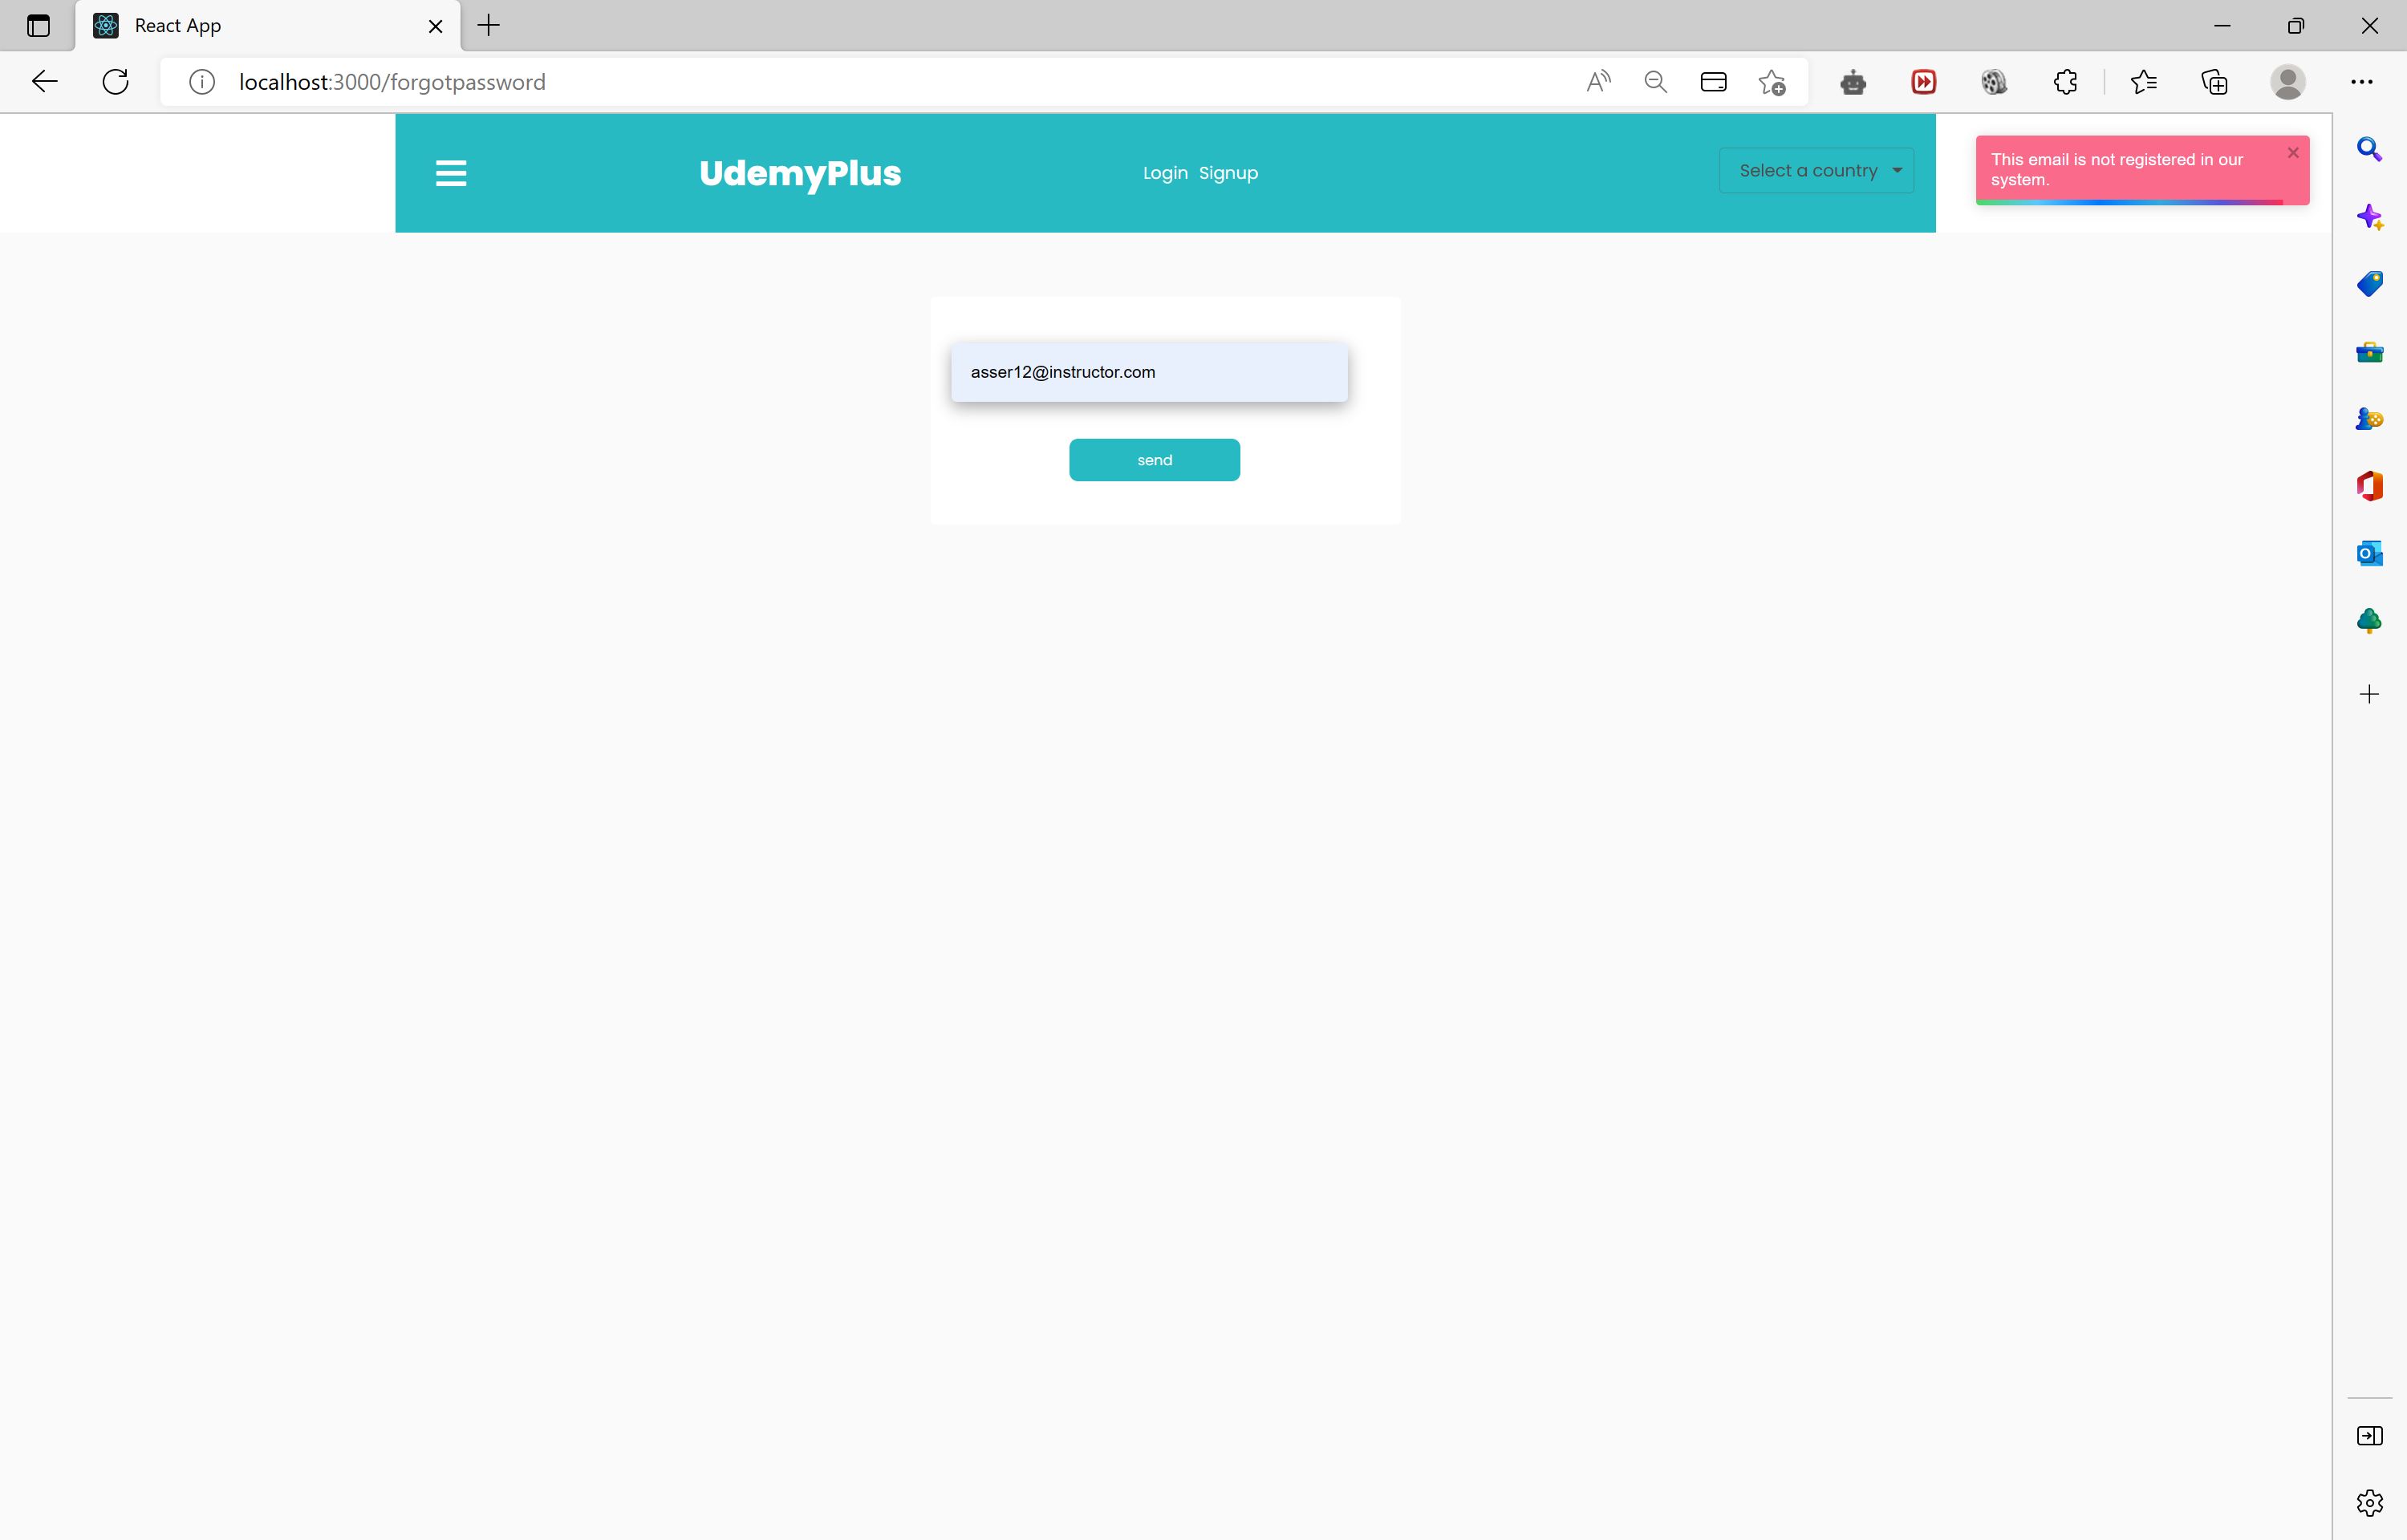 React App
localhost:3000/forgotpassword
UdemyPlus
Login Signup
Select a country
This email is not registered in our
system.
asser12@instructor.com
send